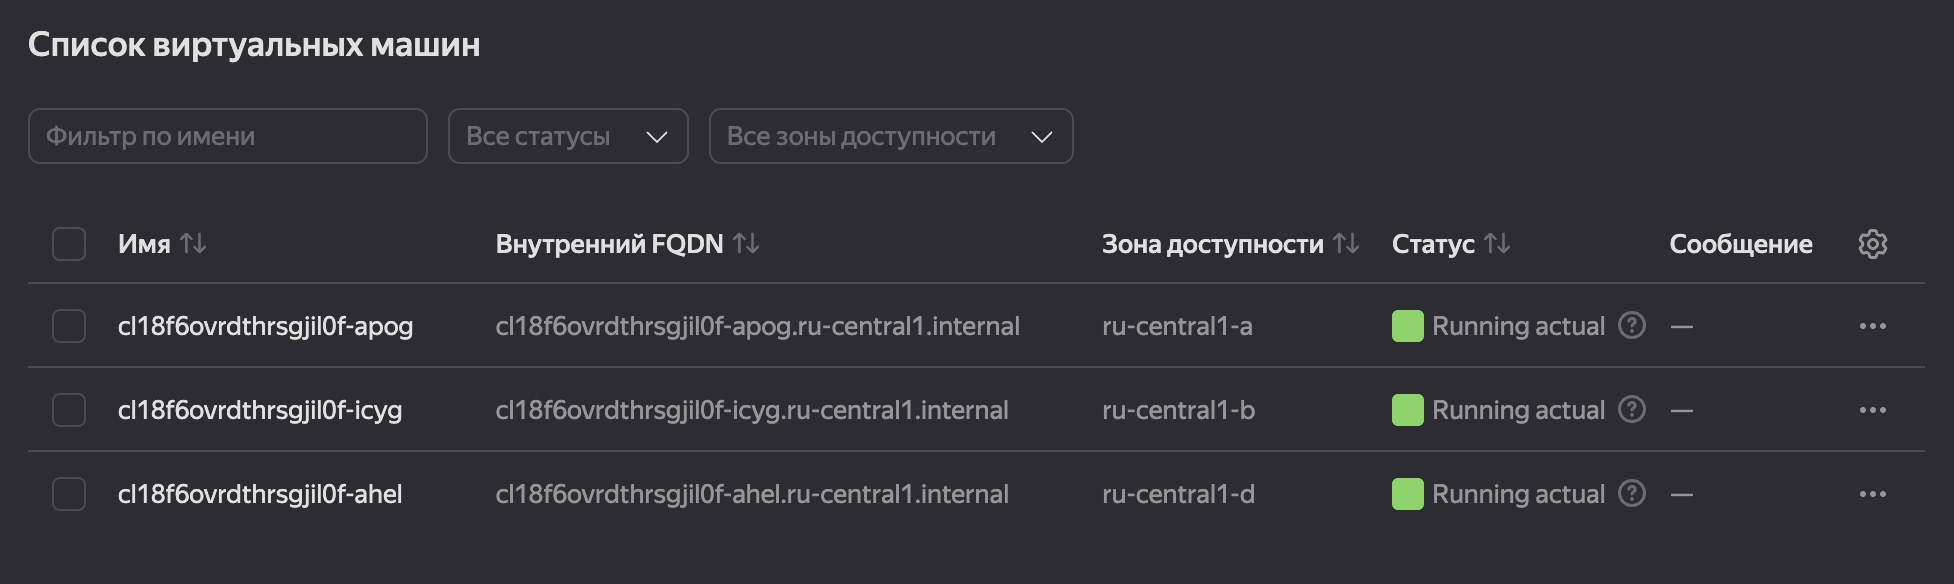 Список виртуальных машин
Фильтр по имени Все статусы Все зоны доступности
Имя Внутренний FQDN Зона доступности Статус Сообщение
cl18f6ovrdthrsgjil0f-apog cl18f6ovrdthrsgjil0f-apog.ru-central1.internal ru-central1-a Running actual ? —
cl18f6ovrdthrsgjil0f-icyg cl18f6ovrdthrsgjil0f-icyg.ru-central1.internal ru-central1-b Running actual ? —
cl18f6ovrdthrsgjil0f-ahel cl18f6ovrdthrsgjil0f-ahel.ru-central1.internal ru-central1-d Running actual ? —